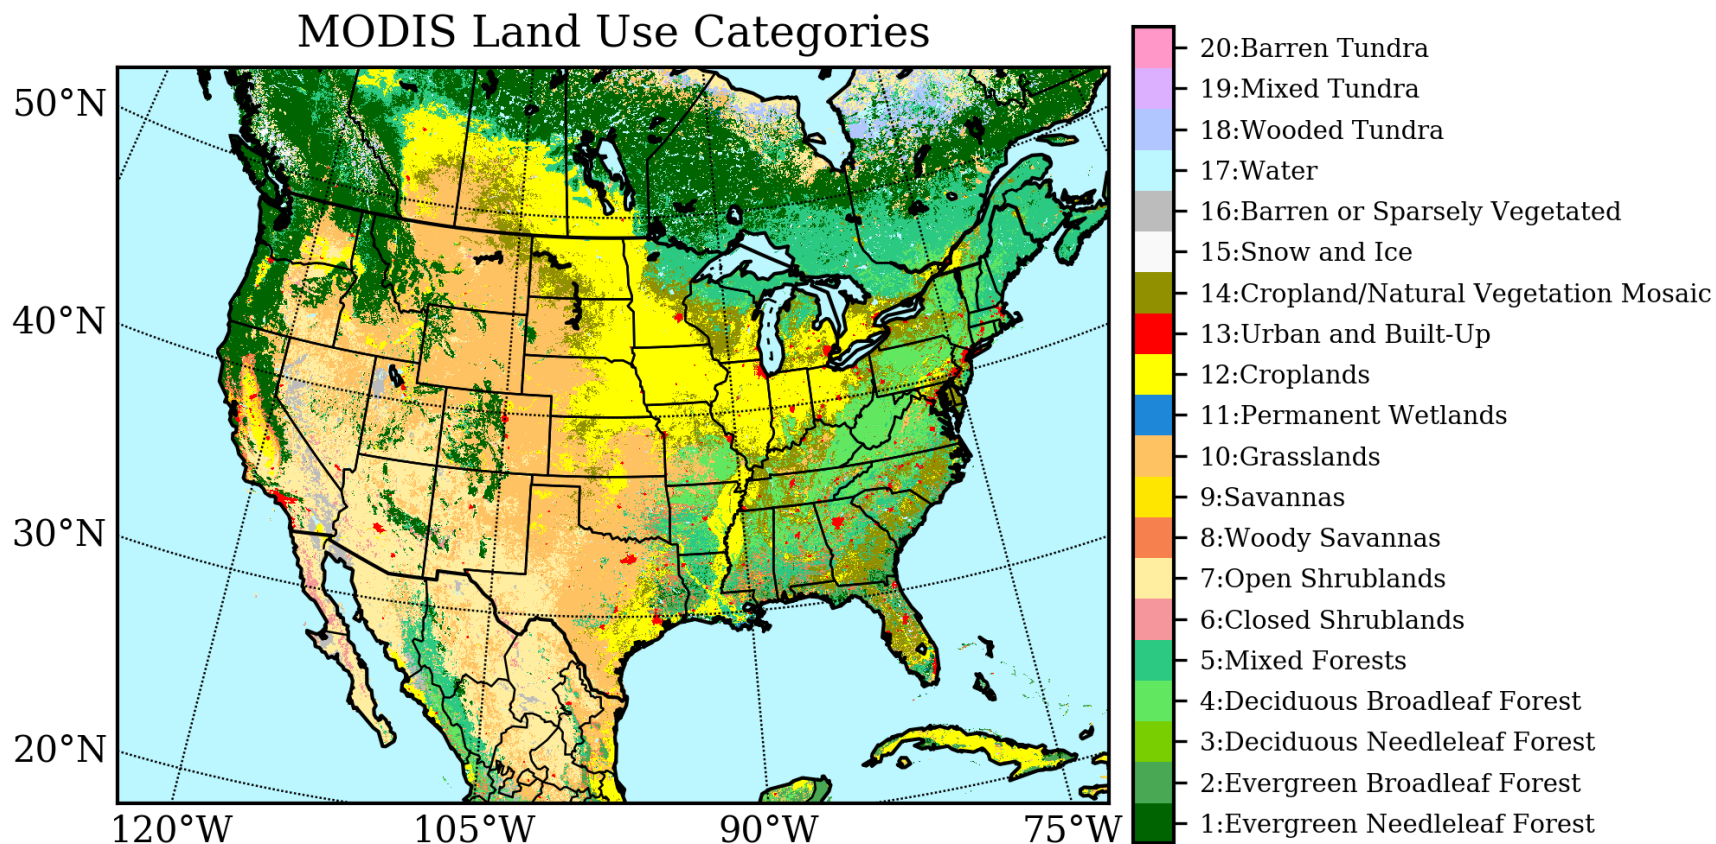 MODIS Land Use Categories
50°N
40°N
30°N
20°N
120°W
105°W
90°W
75°W
20:Barren Tundra
19:Mixed Tundra
18:Wooded Tundra
17:Water
16:Barren or Sparsely Vegetated
15:Snow and Ice
14:Cropland/Natural Vegetation Mosaic
13:Urban and Built-Up
12:Croplands
11:Permanent Wetlands
10:Grasslands
9:Savannas
8:Woody Savannas
7:Open Shrublands
6:Closed Shrublands
5:Mixed Forests
4:Deciduous Broadleaf Forest
3:Deciduous Needleleaf Forest
2:Evergreen Broadleaf Forest
1:Evergreen Needleleaf Forest